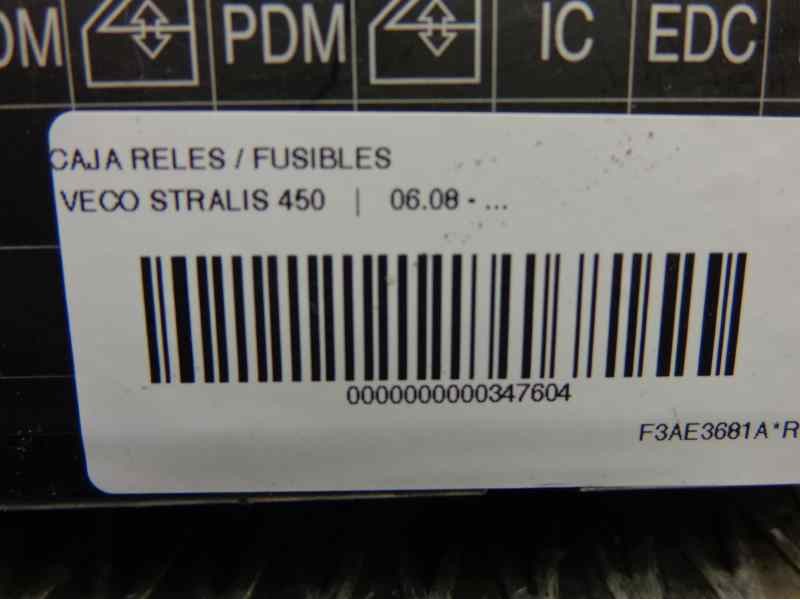 DM PDM IC EDC
CAJA RELES / FUSIBLES
VECO STRALIS 450 | 06.08 - ...
0000000000347604
F3AE3681A*R